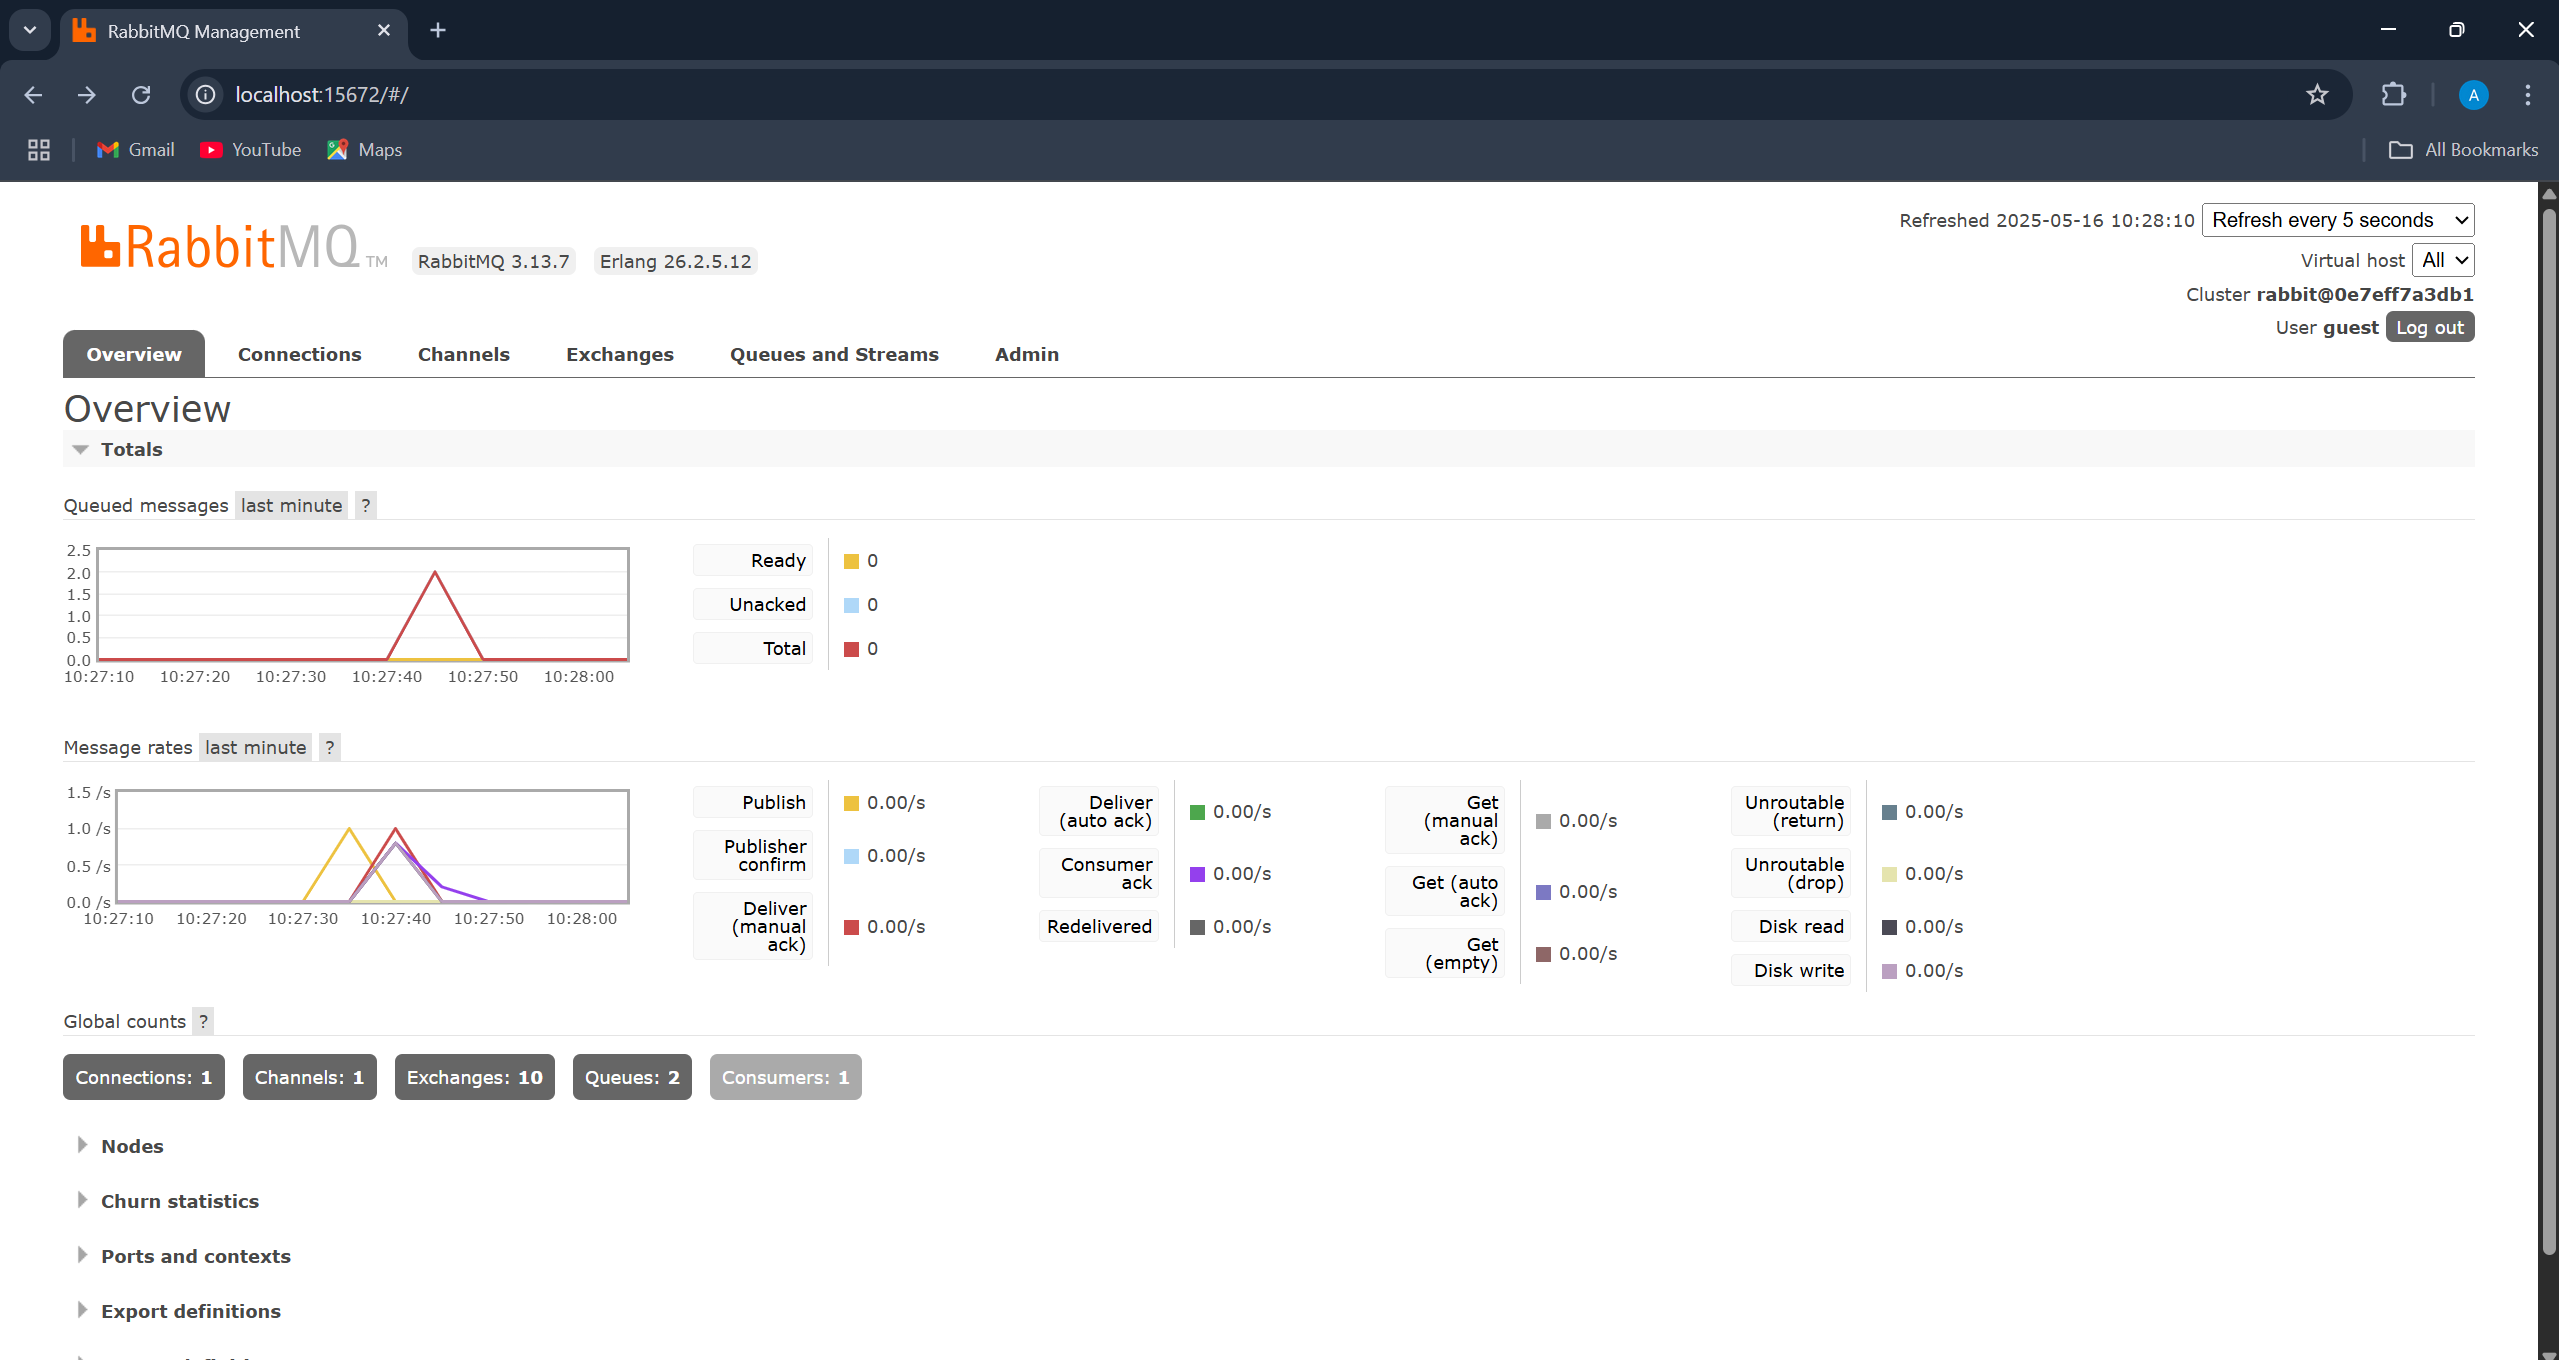 RabbitMQ Management
localhost:15672/#/
A
Gmail
YouTube
Maps
All Bookmarks
RabbitMQ TM
RabbitMQ 3.13.7
Erlang 26.2.5.12
Refreshed 2025-05-16 10:28:10
Refresh every 5 seconds
Virtual host
All
Cluster rabbit@0e7eff7a3db1
User guest
Log out
Overview
Connections
Channels
Exchanges
Queues and Streams
Admin
Overview
Totals
Queued messages last minute ?
2.5
2.0
1.5
1.0
0.5
0.0
10:27:10
10:27:20
10:27:30
10:27:40
10:27:50
10:28:00
Ready
0
Unacked
0
Total
0
Message rates last minute ?
1.5 /s
1.0 /s
0.5 /s
0.0 /s
10:27:10
10:27:20
10:27:30
10:27:40
10:27:50
10:28:00
Publish
0.00/s
Publisher
confirm
0.00/s
Deliver
(manual
ack)
0.00/s
Deliver
(auto ack)
0.00/s
Consumer
ack
0.00/s
Redelivered
0.00/s
Get
(manual
ack)
0.00/s
Get (auto
ack)
0.00/s
Get
(empty)
0.00/s
Unroutable
(return)
0.00/s
Unroutable
(drop)
0.00/s
Disk read
0.00/s
Disk write
0.00/s
Global counts ?
Connections: 1
Channels: 1
Exchanges: 10
Queues: 2
Consumers: 1
Nodes
Churn statistics
Ports and contexts
Export definitions